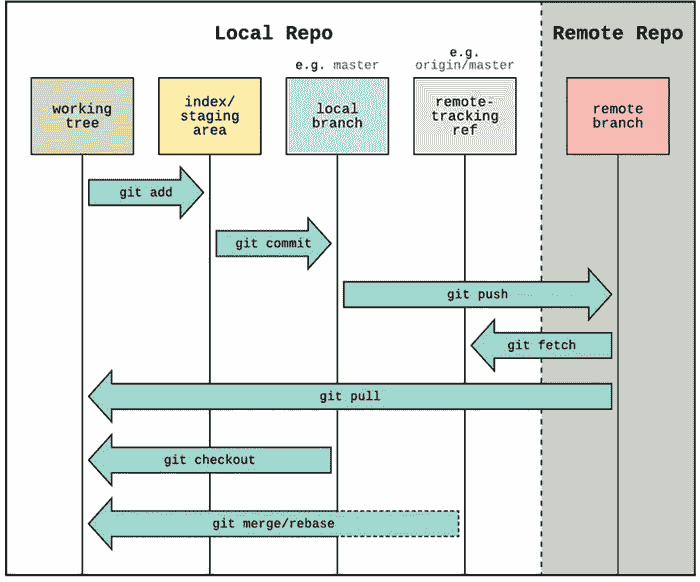 Local Repo
Remote Repo
e.g. master
e.g.
origin/master
working
tree
index/
staging
area
local
branch
remote-
tracking
ref
remote
branch
git add
git commit
git push
git fetch
git pull
git checkout
git merge/rebase